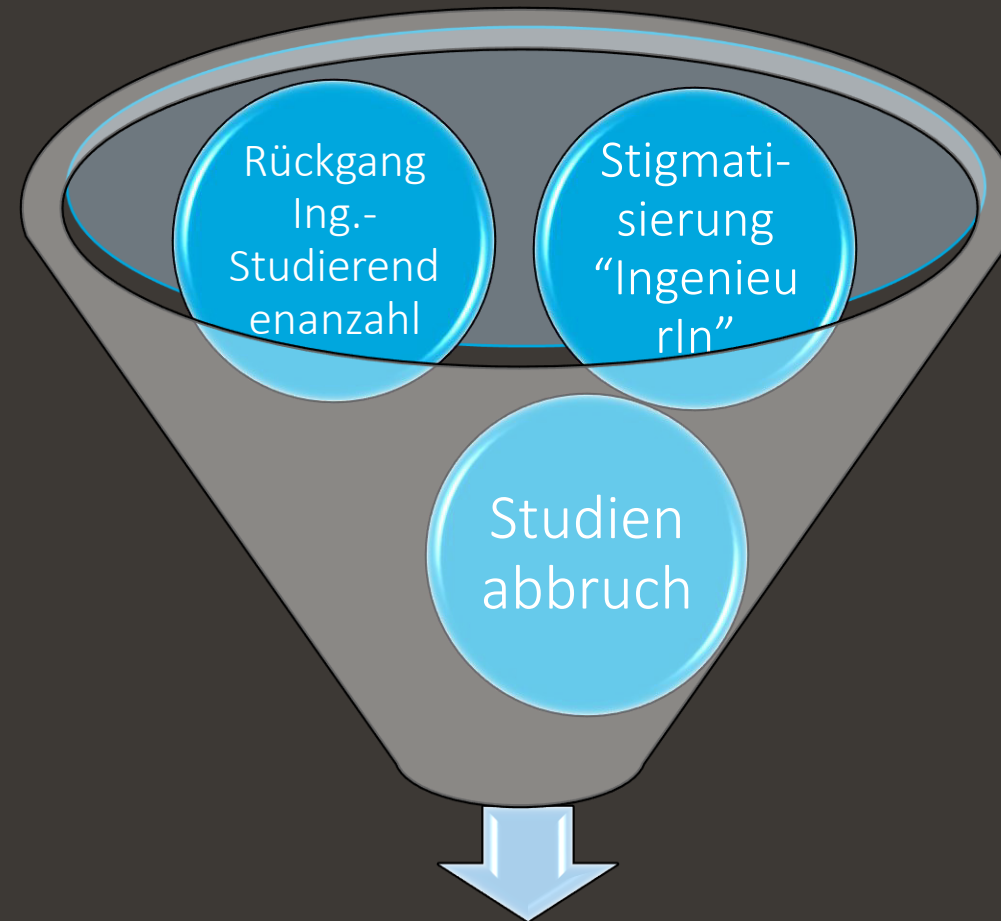 Rückgang
Ing.-
Studierend
enanzahl
Stigmati-
sierung
“Ingenieu
rIn”
Studien
abbruch